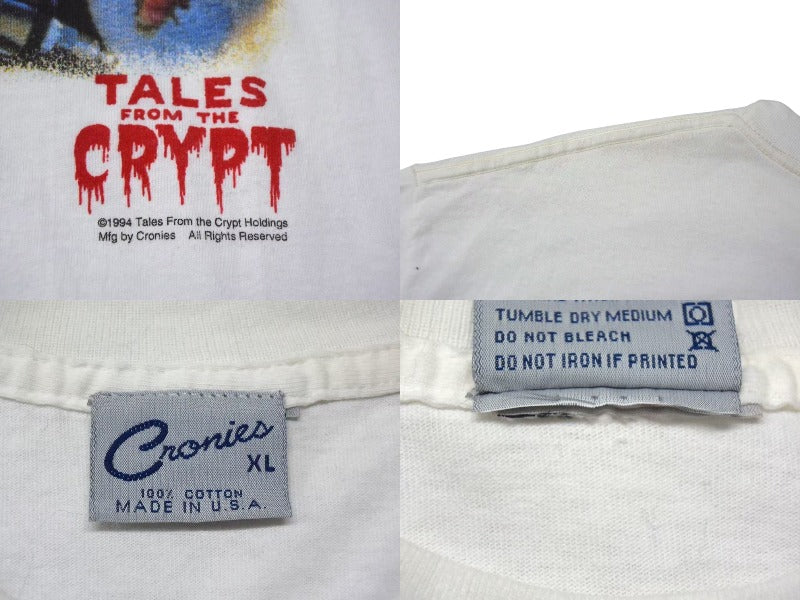 TALES
FROM THE
CRYPT
©1994 Tales From the Crypt Holdings
Mfg by Cronies All Rights Reserved
TUMBLE DRY MEDIUM
DO NOT BLEACH
DO NOT IRON IF PRINTED
Cronies
XL
100% COTTON
MADE IN U.S.A.